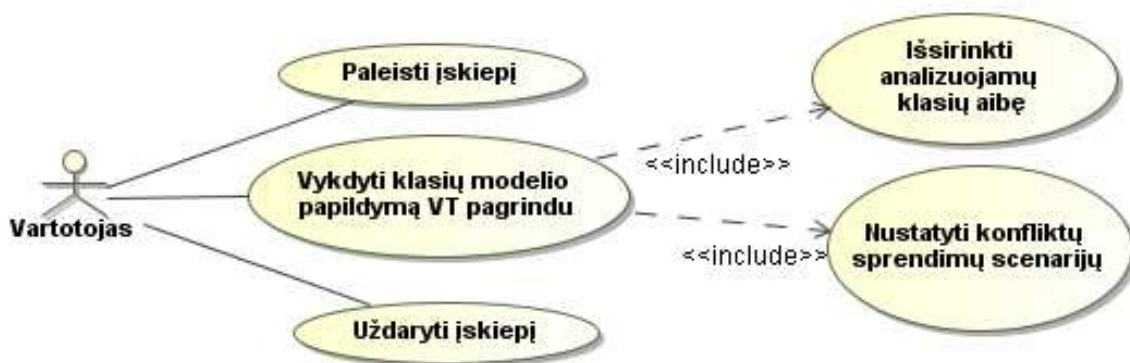 Paleisti įskiepį
Vartotojas
Vykdyti klasių modelio
papildymą VT pagrindu
Uždaryti įskiepį
<<include>>
<<include>>
Išsirinkti
analizuojamų
klasių aibę
Nustatyti konfliktų
sprendimų scenarijų